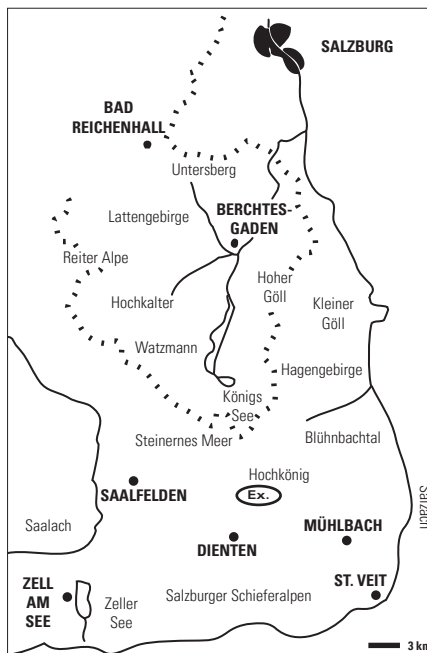 SALZBURG
BAD
REICHENHALL
Untersberg
Lattengebirge
BERCHTES-
GADEN
Reiter Alpe
Hoher
Göll
Hochkalter
Kleiner
Göll
Watzmann
Hagengebirge
Königs
See
Steinernes Meer
Blühnbachtal
Hochkönig
SAALFELDEN
Ex.
Salzach
Saalach
MÜHLBACH
DIENTEN
ZELL
AM
SEE
Zeller
See
Salzburger Schieferalpen
ST. VEIT
3 km